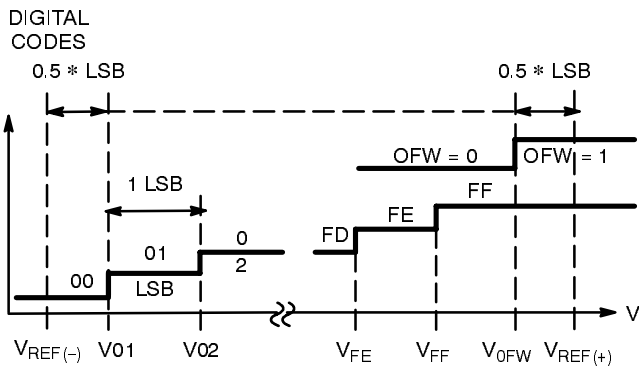 DIGITAL
CODES
0.5 * LSB
0.5 * LSB
OFW = 0
OFW = 1
1 LSB
FF
FE
FD
0
2
01
00
LSB
V
VREF(–)
V01
V02
VFE
VFF
V0FW
VREF(+)